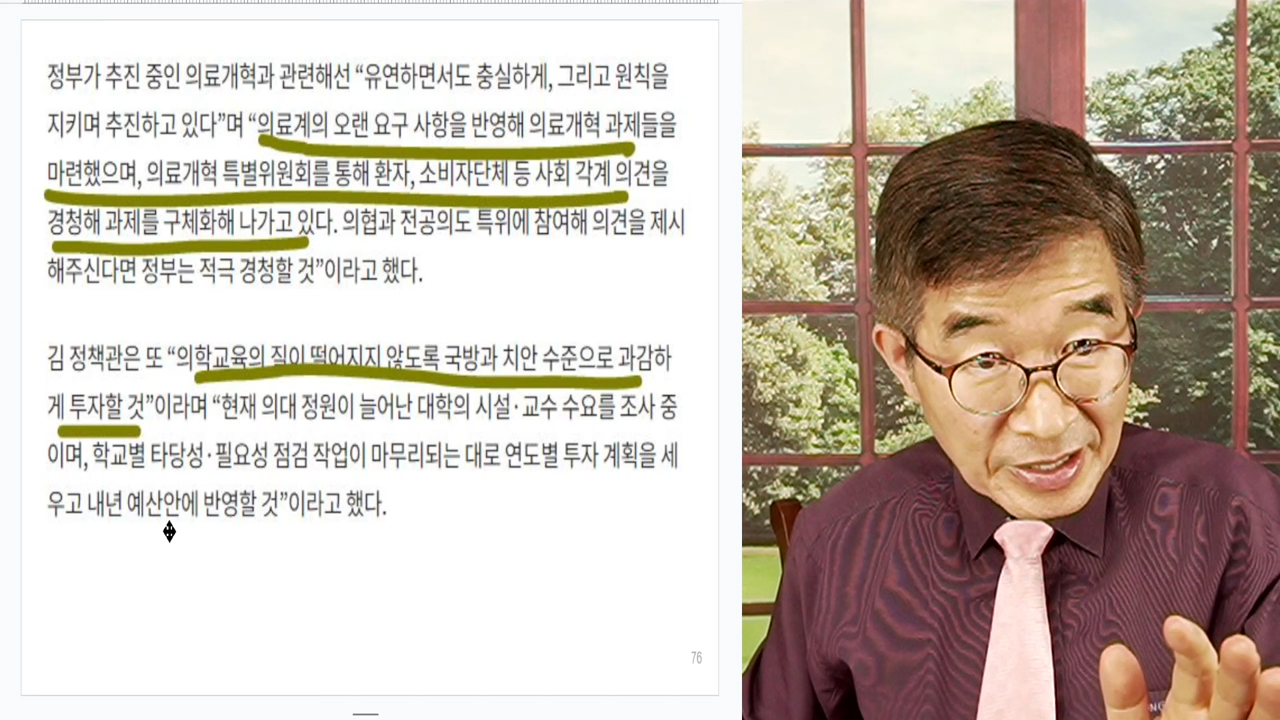 정부가 추진 중인 의료개혁과 관련해선 “유연하면서도 충실하게, 그리고 원칙을
지키며 추진하고 있다”며 “의료계의 오랜 요구 사항을 반영해 의료개혁 과제들을
마련했으며, 의료개혁 특별위원회를 통해 환자, 소비자단체 등 사회 각계 의견을
경청해 과제를 구체화해 나가고 있다. 의협과 전공의도 특위에 참여해 의견을 제시
해주신다면 정부는 적극 경청할 것”이라고 했다.
김 정책관은 또 “의학교육의 질이 떨어지지 않도록 국방과 치안 수준으로 과감하
게 투자할 것”이라며 “현재 의대 정원이 늘어난 대학의 시설·교수 수요를 조사 중
이며, 학교별 타당성·필요성 점검 작업이 마무리되는 대로 연도별 투자 계획을 세
우고 내년 예산안에 반영할 것”이라고 했다.
76